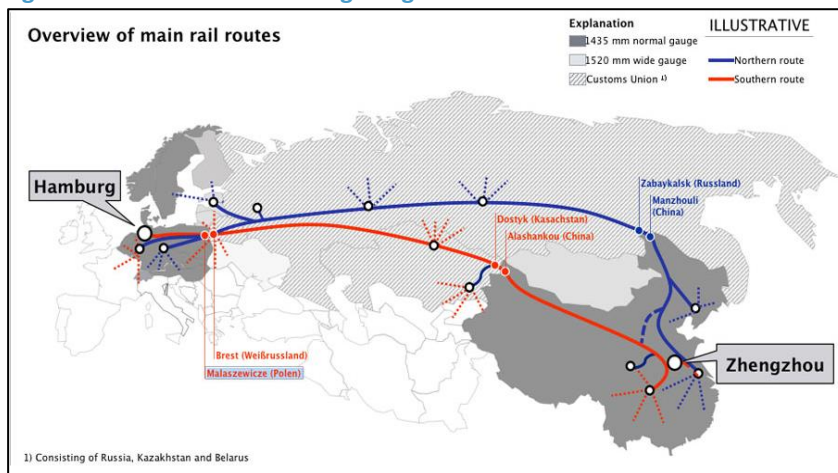 Overview of main rail routes
Explanation
1435 mm normal gauge
1520 mm wide gauge
Customs Union 1)
ILLUSTRATIVE
Northern route
Southern route
Hamburg
Zabaykalsk (Russland)
Manzhouli
(China)
Dostyk (Kasachstan)
Alashankou (China)
Brest (Weißrussland)
Malaszewicze (Polen)
Zhengzhou
1) Consisting of Russia, Kazakhstan and Belarus